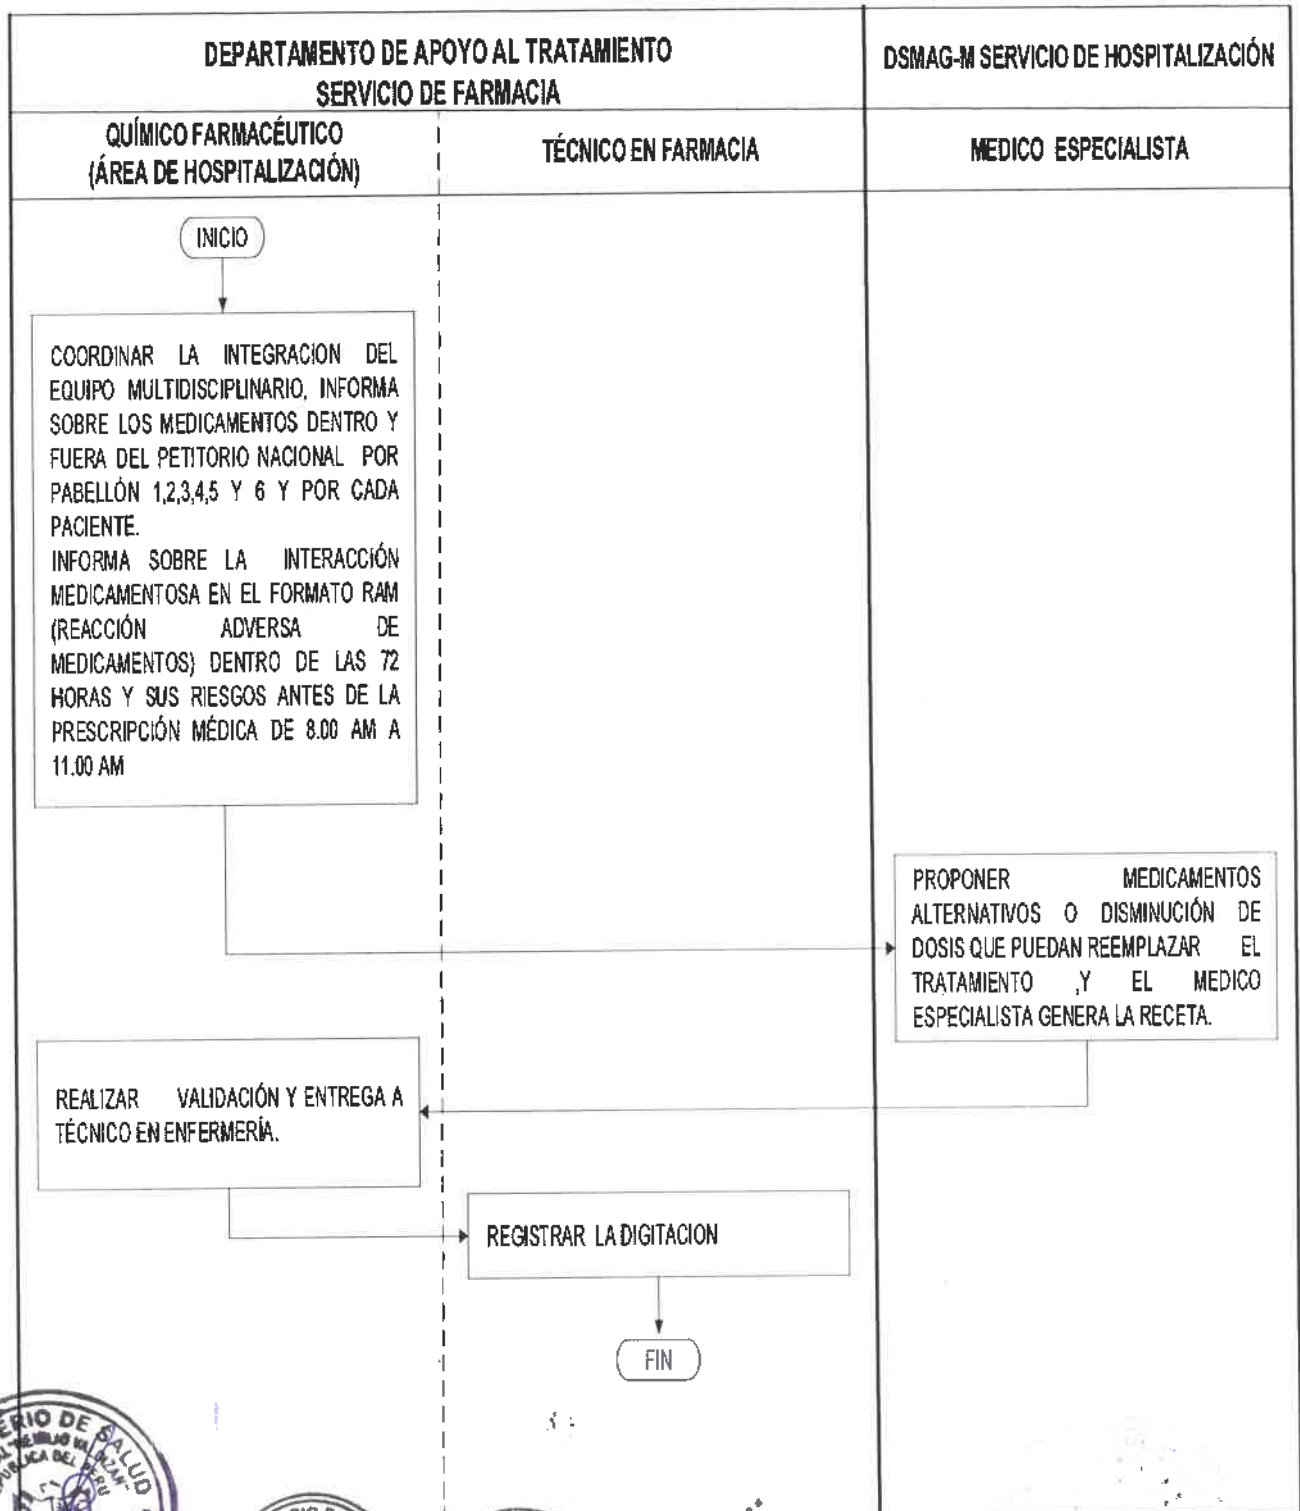 DEPARTAMENTO DE APOYO AL TRATAMIENTO
SERVICIO DE FARMACIA
DSMAG-M SERVICIO DE HOSPITALIZACIÓN
QUÍMICO FARMACÉUTICO
(ÁREA DE HOSPITALIZACIÓN)
TÉCNICO EN FARMACIA
MEDICO ESPECIALISTA
INICIO
COORDINAR LA INTEGRACION DEL
EQUIPO MULTIDISCIPLINARIO, INFORMA
SOBRE LOS MEDICAMENTOS DENTRO Y
FUERA DEL PETITORIO NACIONAL POR
PABELLÓN 1,2,3,4,5 Y 6 Y POR CADA
PACIENTE.
INFORMA SOBRE LA INTERACCIÓN
MEDICAMENTOSA EN EL FORMATO RAM
(REACCIÓN ADVERSA DE
MEDICAMENTOS) DENTRO DE LAS 72
HORAS Y SUS RIESGOS ANTES DE LA
PRESCRIPCIÓN MÉDICA DE 8.00 AM A
11.00 AM
PROPONER MEDICAMENTOS
ALTERNATIVOS O DISMINUCIÓN DE
DOSIS QUE PUEDAN REEMPLAZAR EL
TRATAMIENTO ,Y EL MEDICO
ESPECIALISTA GENERA LA RECETA.
REALIZAR VALIDACIÓN Y ENTREGA A
TÉCNICO EN ENFERMERÍA.
REGISTRAR LA DIGITACION
FIN
DE SALUD